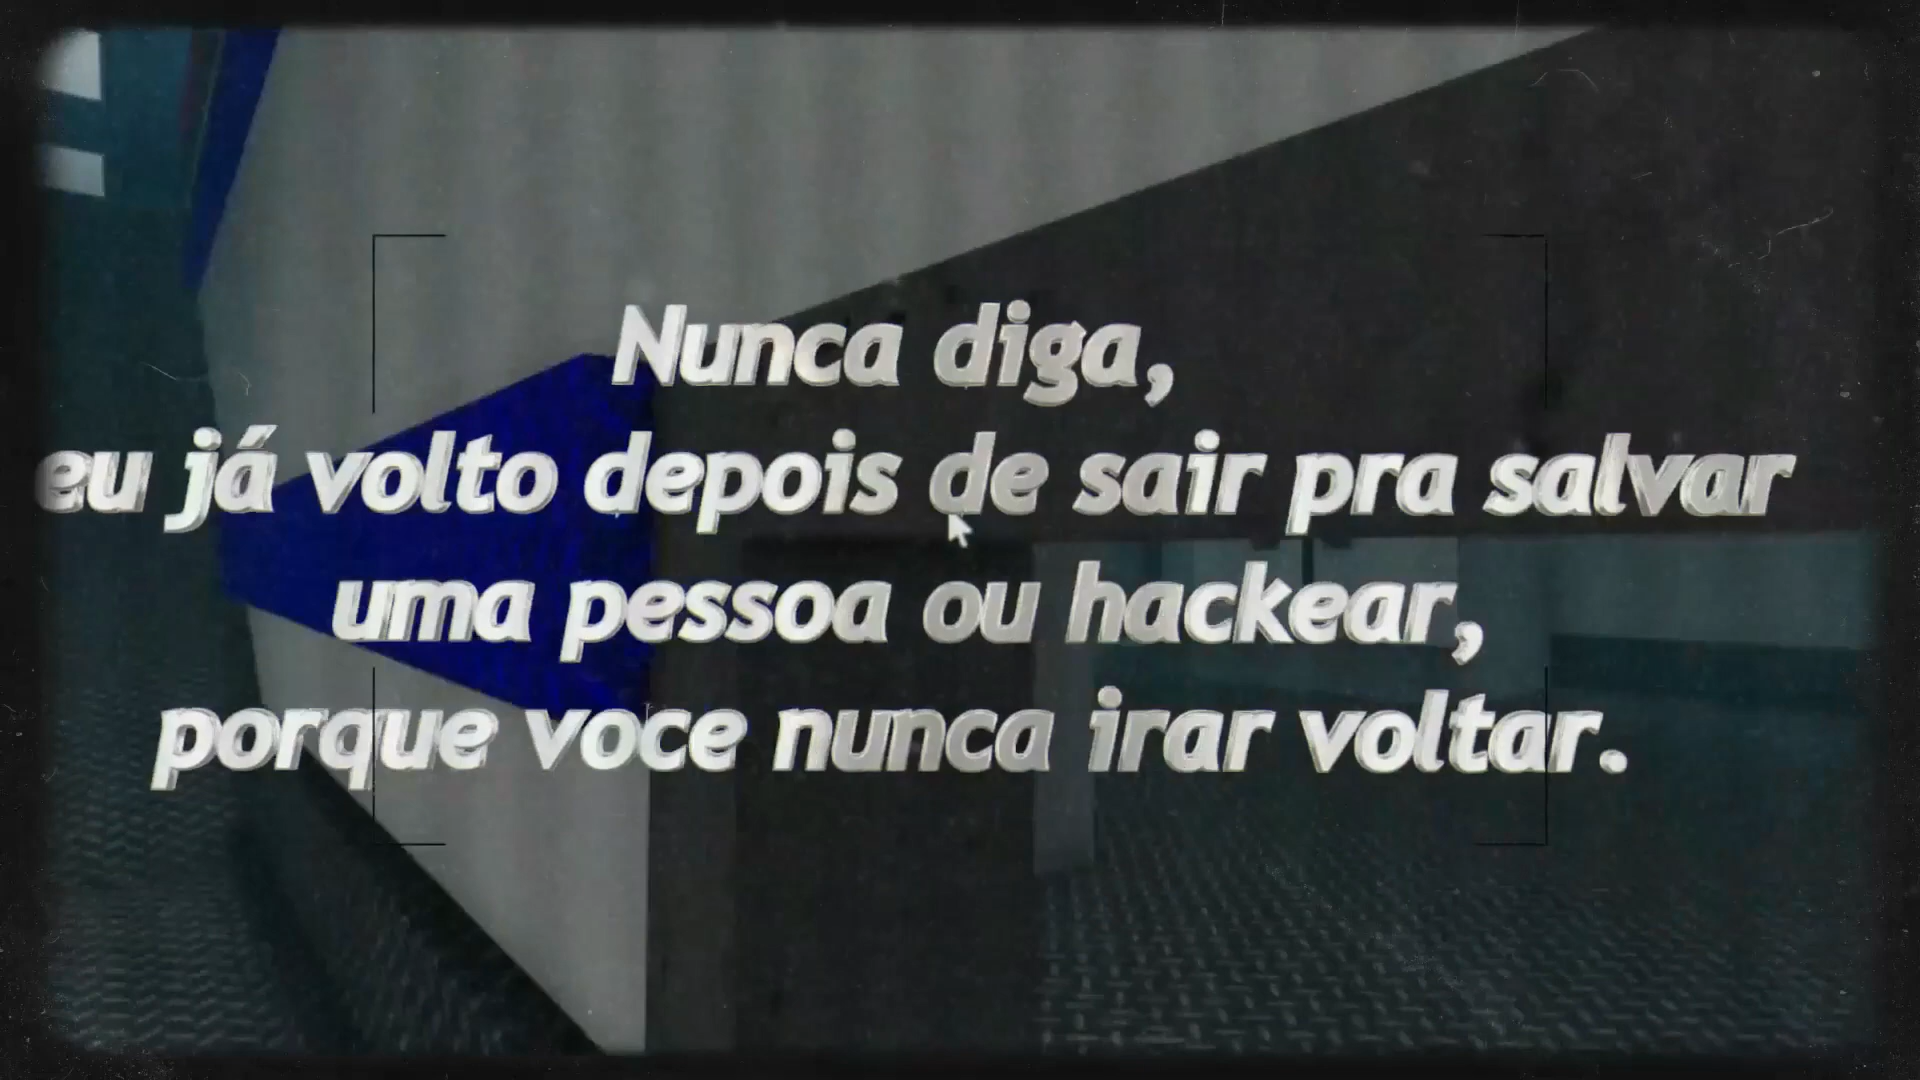 Nunca diga,
eu já volto depois de sair pra salvar
uma pessoa ou hackear,
porque voce nunca irar voltar.